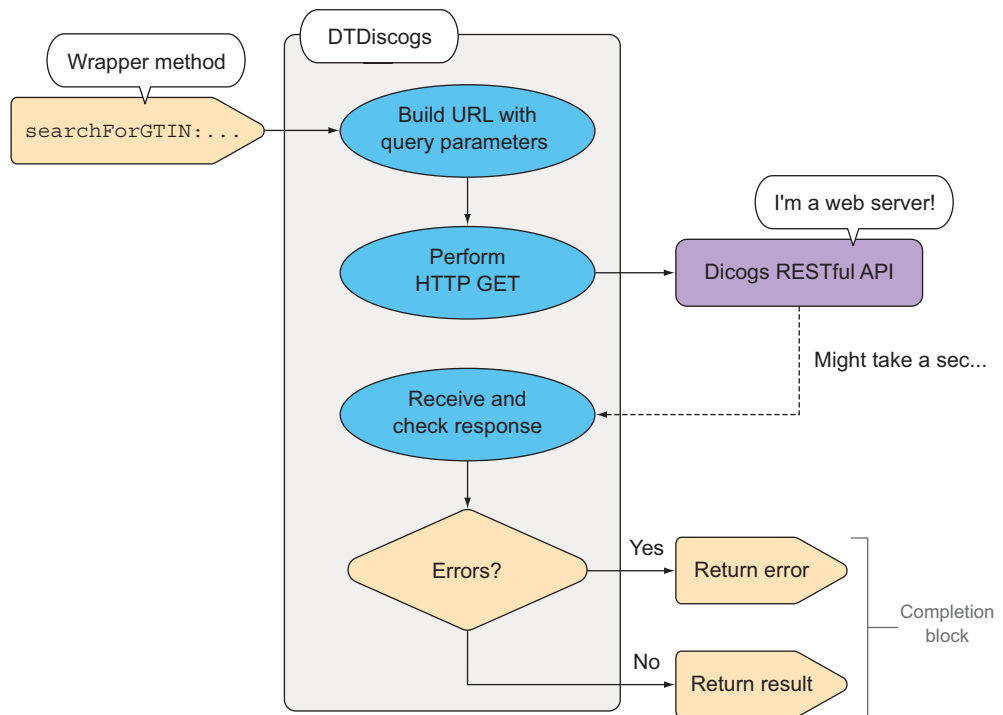 DTDiscogs
Wrapper method
searchForGTIN:...
Build URL with
query parameters
I'm a web server!
Perform
HTTP GET
Dicogs RESTful API
Might take a sec...
Receive and
check response
Errors?
Yes
Return error
Completion
block
No
Return result